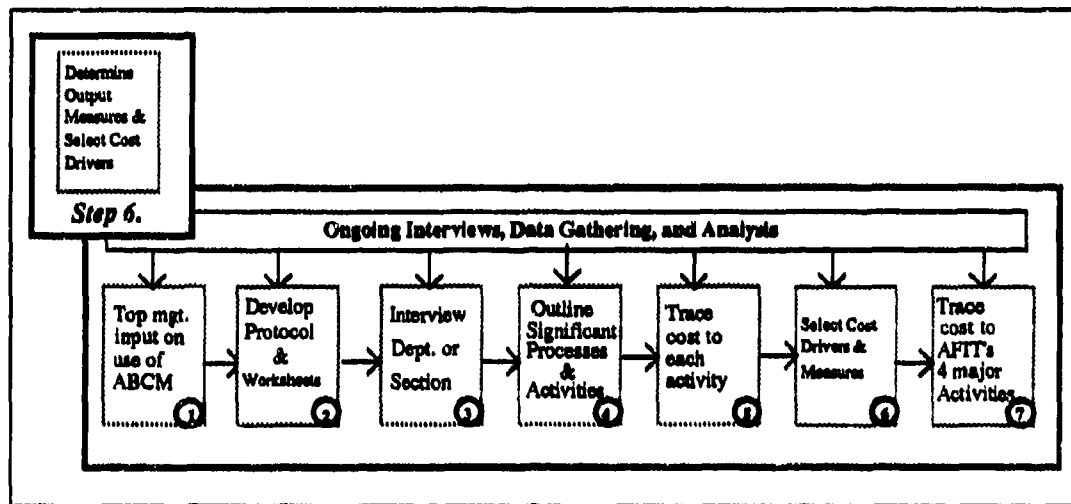 Determine
Output
Measures &
Select Cost
Drivers
Step 6.
Ongoing Interviews, Data Gathering, and Analysis
Top mgt.
input on
use of
ABCM
1
Develop
Protocol
&
Worksheets
2
Interview
Dept. or
Section
3
Outline
Significant
Processes
&
Activities
4
Trace
cost to
each
activity
5
Select Cost
Drivers &
Measures
6
Trace
cost to
AFIT's
4 major
Activities
7